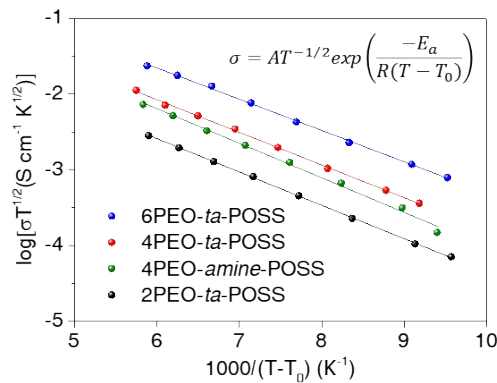 -1
-2
-3
-4
-5
log[σT^{1/2}(S cm^{-1} K^{1/2})]
σ = AT^{-1/2}exp(\frac{-E_a}{R(T - T_0)})
6PEO-ta-POSS
4PEO-ta-POSS
4PEO-amine-POSS
2PEO-ta-POSS
5 6 7 8 9 10
1000/(T-T_0) (K^{-1})